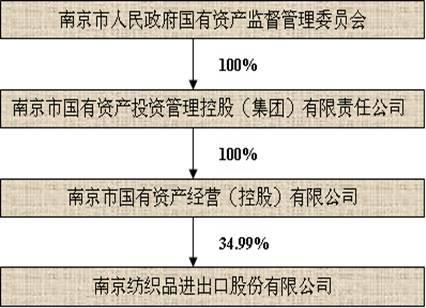 南京市人民政府国有资产监督管理委员会
100%
南京市国有资产投资管理控股（集团）有限责任公司
100%
南京市国有资产经营（控股）有限公司
34.99%
南京纺织品进出口股份有限公司